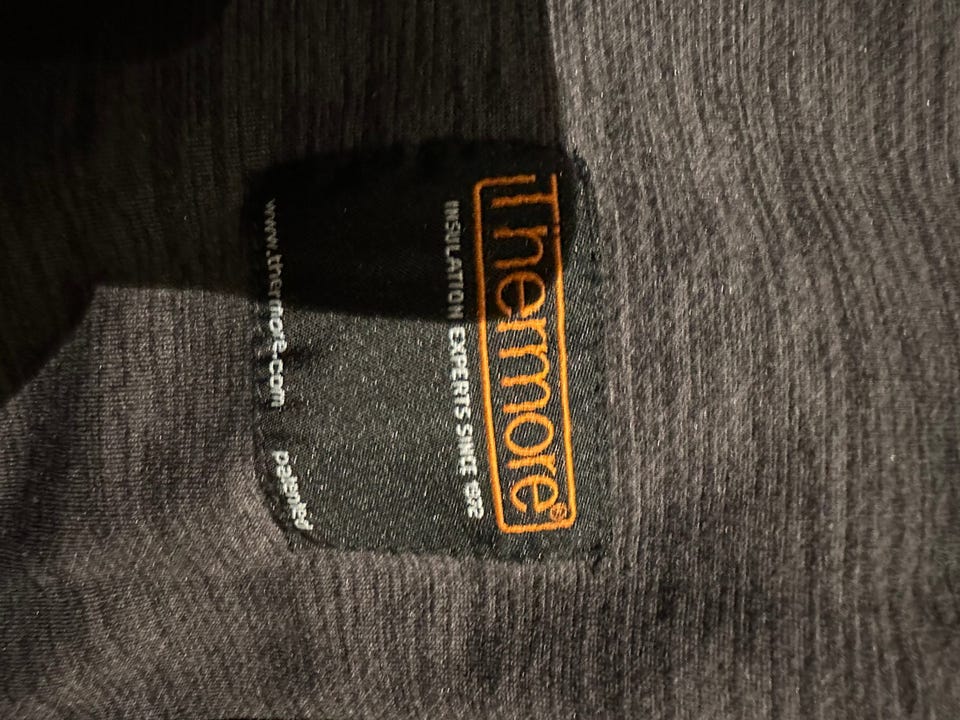 Thermore®
INSULATION EXPERTS SINCE 1972
www.thermore.com patented